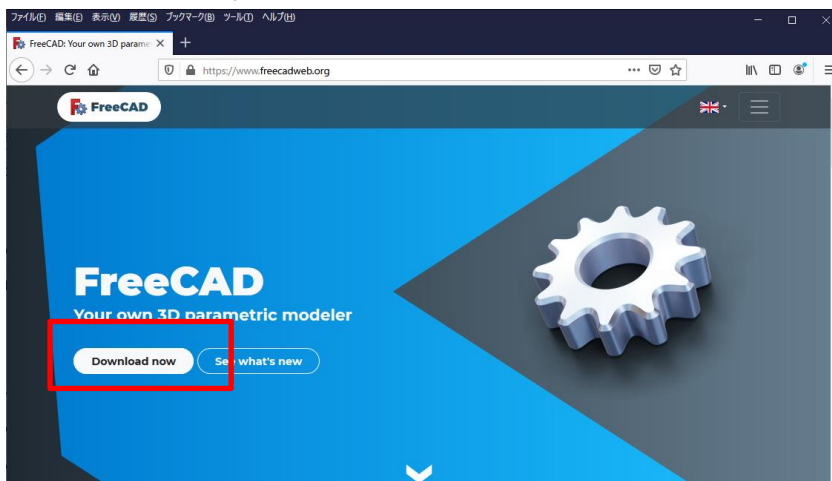 ファイル(F) 編集(E) 表示(V) 履歴(S) ブックマーク(B) ツール(T) ヘルプ(H)
FreeCAD: Your own 3D parame
https://www.freecadweb.org
FreeCAD
FreeCAD
Your own 3D parametric modeler
Download now
See what's new